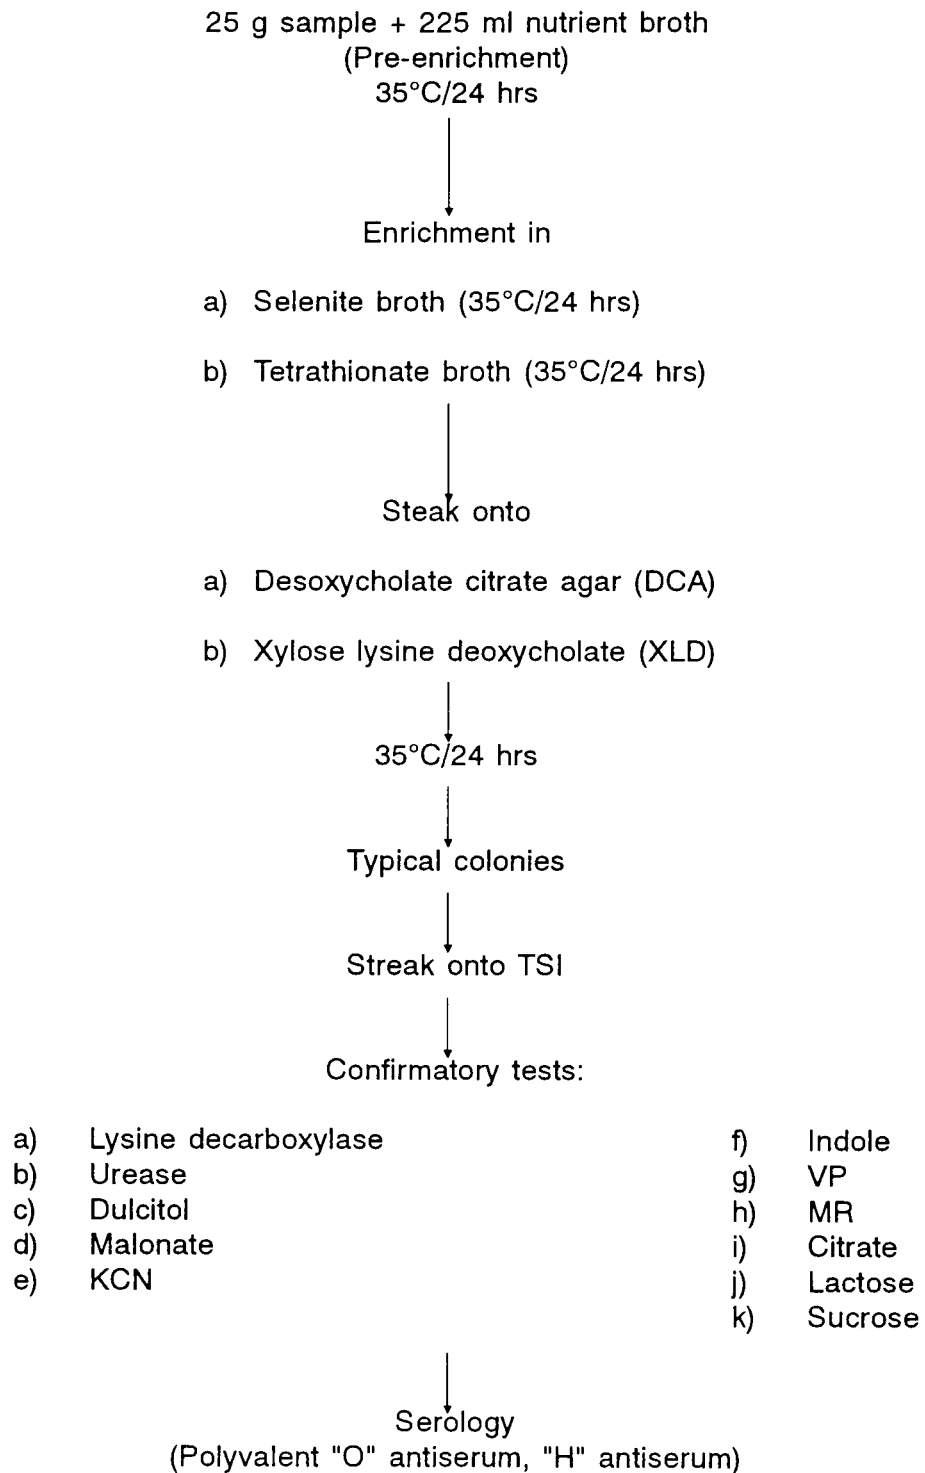 25 g sample + 225 ml nutrient broth
(Pre-enrichment)
35°C/24 hrs
Enrichment in
a) Selenite broth (35°C/24 hrs)
b) Tetrathionate broth (35°C/24 hrs)
Steak onto
a) Desoxycholate citrate agar (DCA)
b) Xylose lysine deoxycholate (XLD)
35°C/24 hrs
Typical colonies
Streak onto TSI
Confirmatory tests:
a) Lysine decarboxylase
b) Urease
c) Dulcitol
d) Malonate
e) KCN
f) Indole
g) VP
h) MR
i) Citrate
j) Lactose
k) Sucrose
Serology
(Polyvalent "O" antiserum, "H" antiserum)